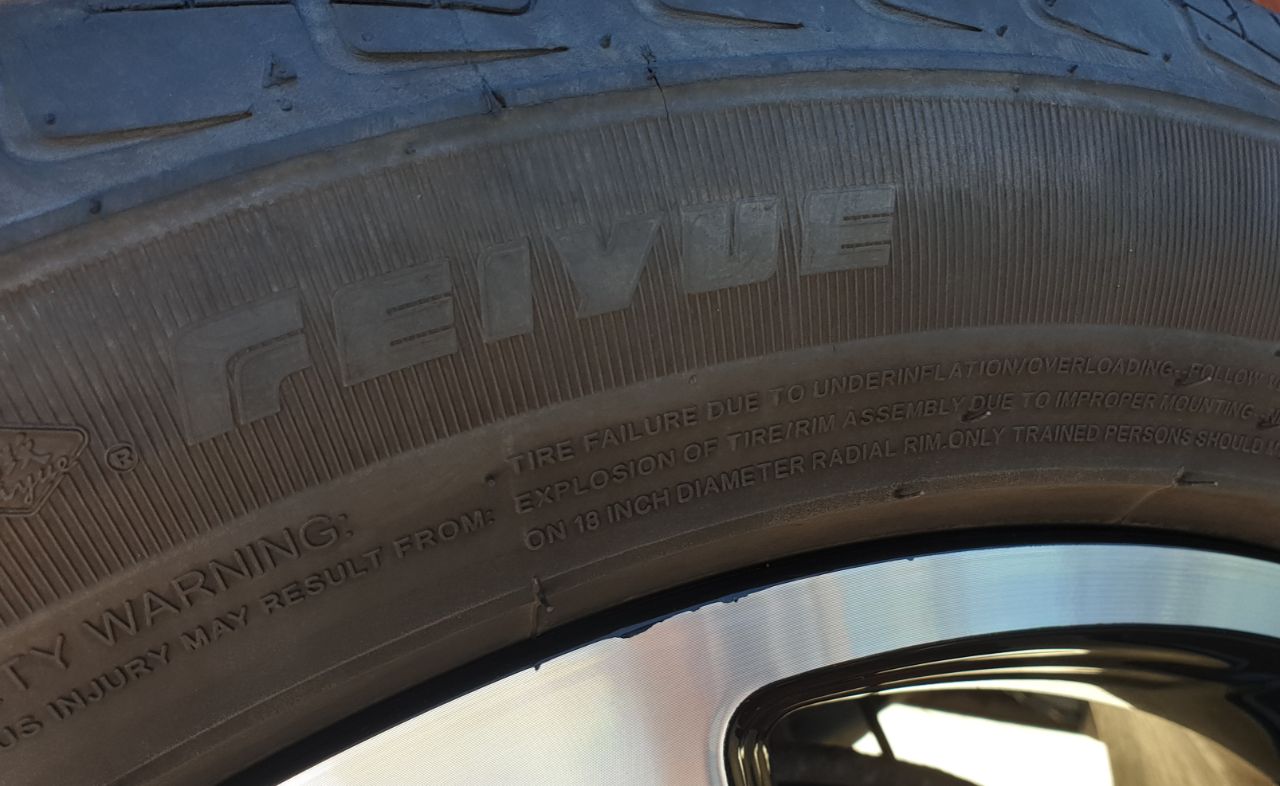 FEIVUE
®
TY WARNING:
US INJURY MAY RESULT FROM:
TIRE FAILURE DUE TO UNDERINFLATION/OVERLOADING--FOLLOW
EXPLOSION OF TIRE/RIM ASSEMBLY DUE TO IMPROPER MOUNTING
ON 18 INCH DIAMETER RADIAL RIM.ONLY TRAINED PERSONS SHOULD